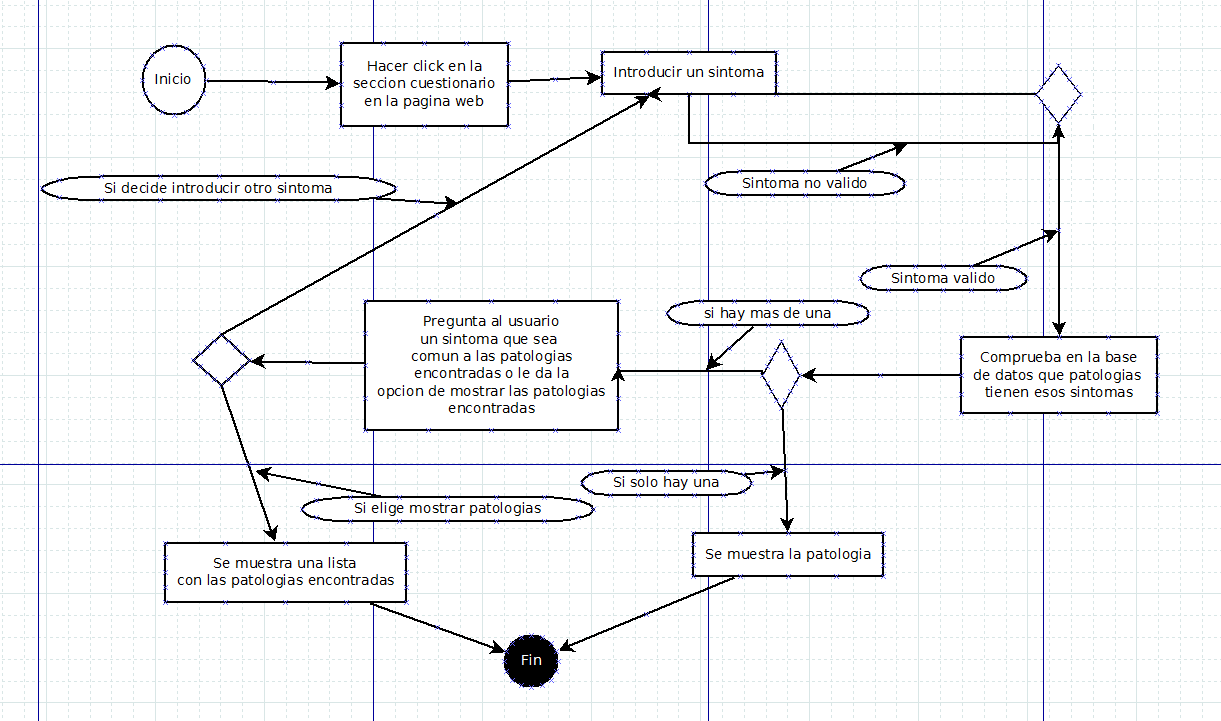 Inicio
Hacer click en la
seccion cuestionario
en la pagina web
Introducir un sintoma
Sintoma no valido
Si decide introducir otro sintoma
Sintoma valido
si hay mas de una
Pregunta al usuario
un sintoma que sea
comun a las patologias
encontradas o le da la
opcion de mostrar las patologias
encontradas
Comprueba en la base
de datos que patologias
tienen esos sintomas
Si solo hay una
Si elige mostrar patologias
Se muestra una lista
con las patologias encontradas
Se muestra la patologia
Fin